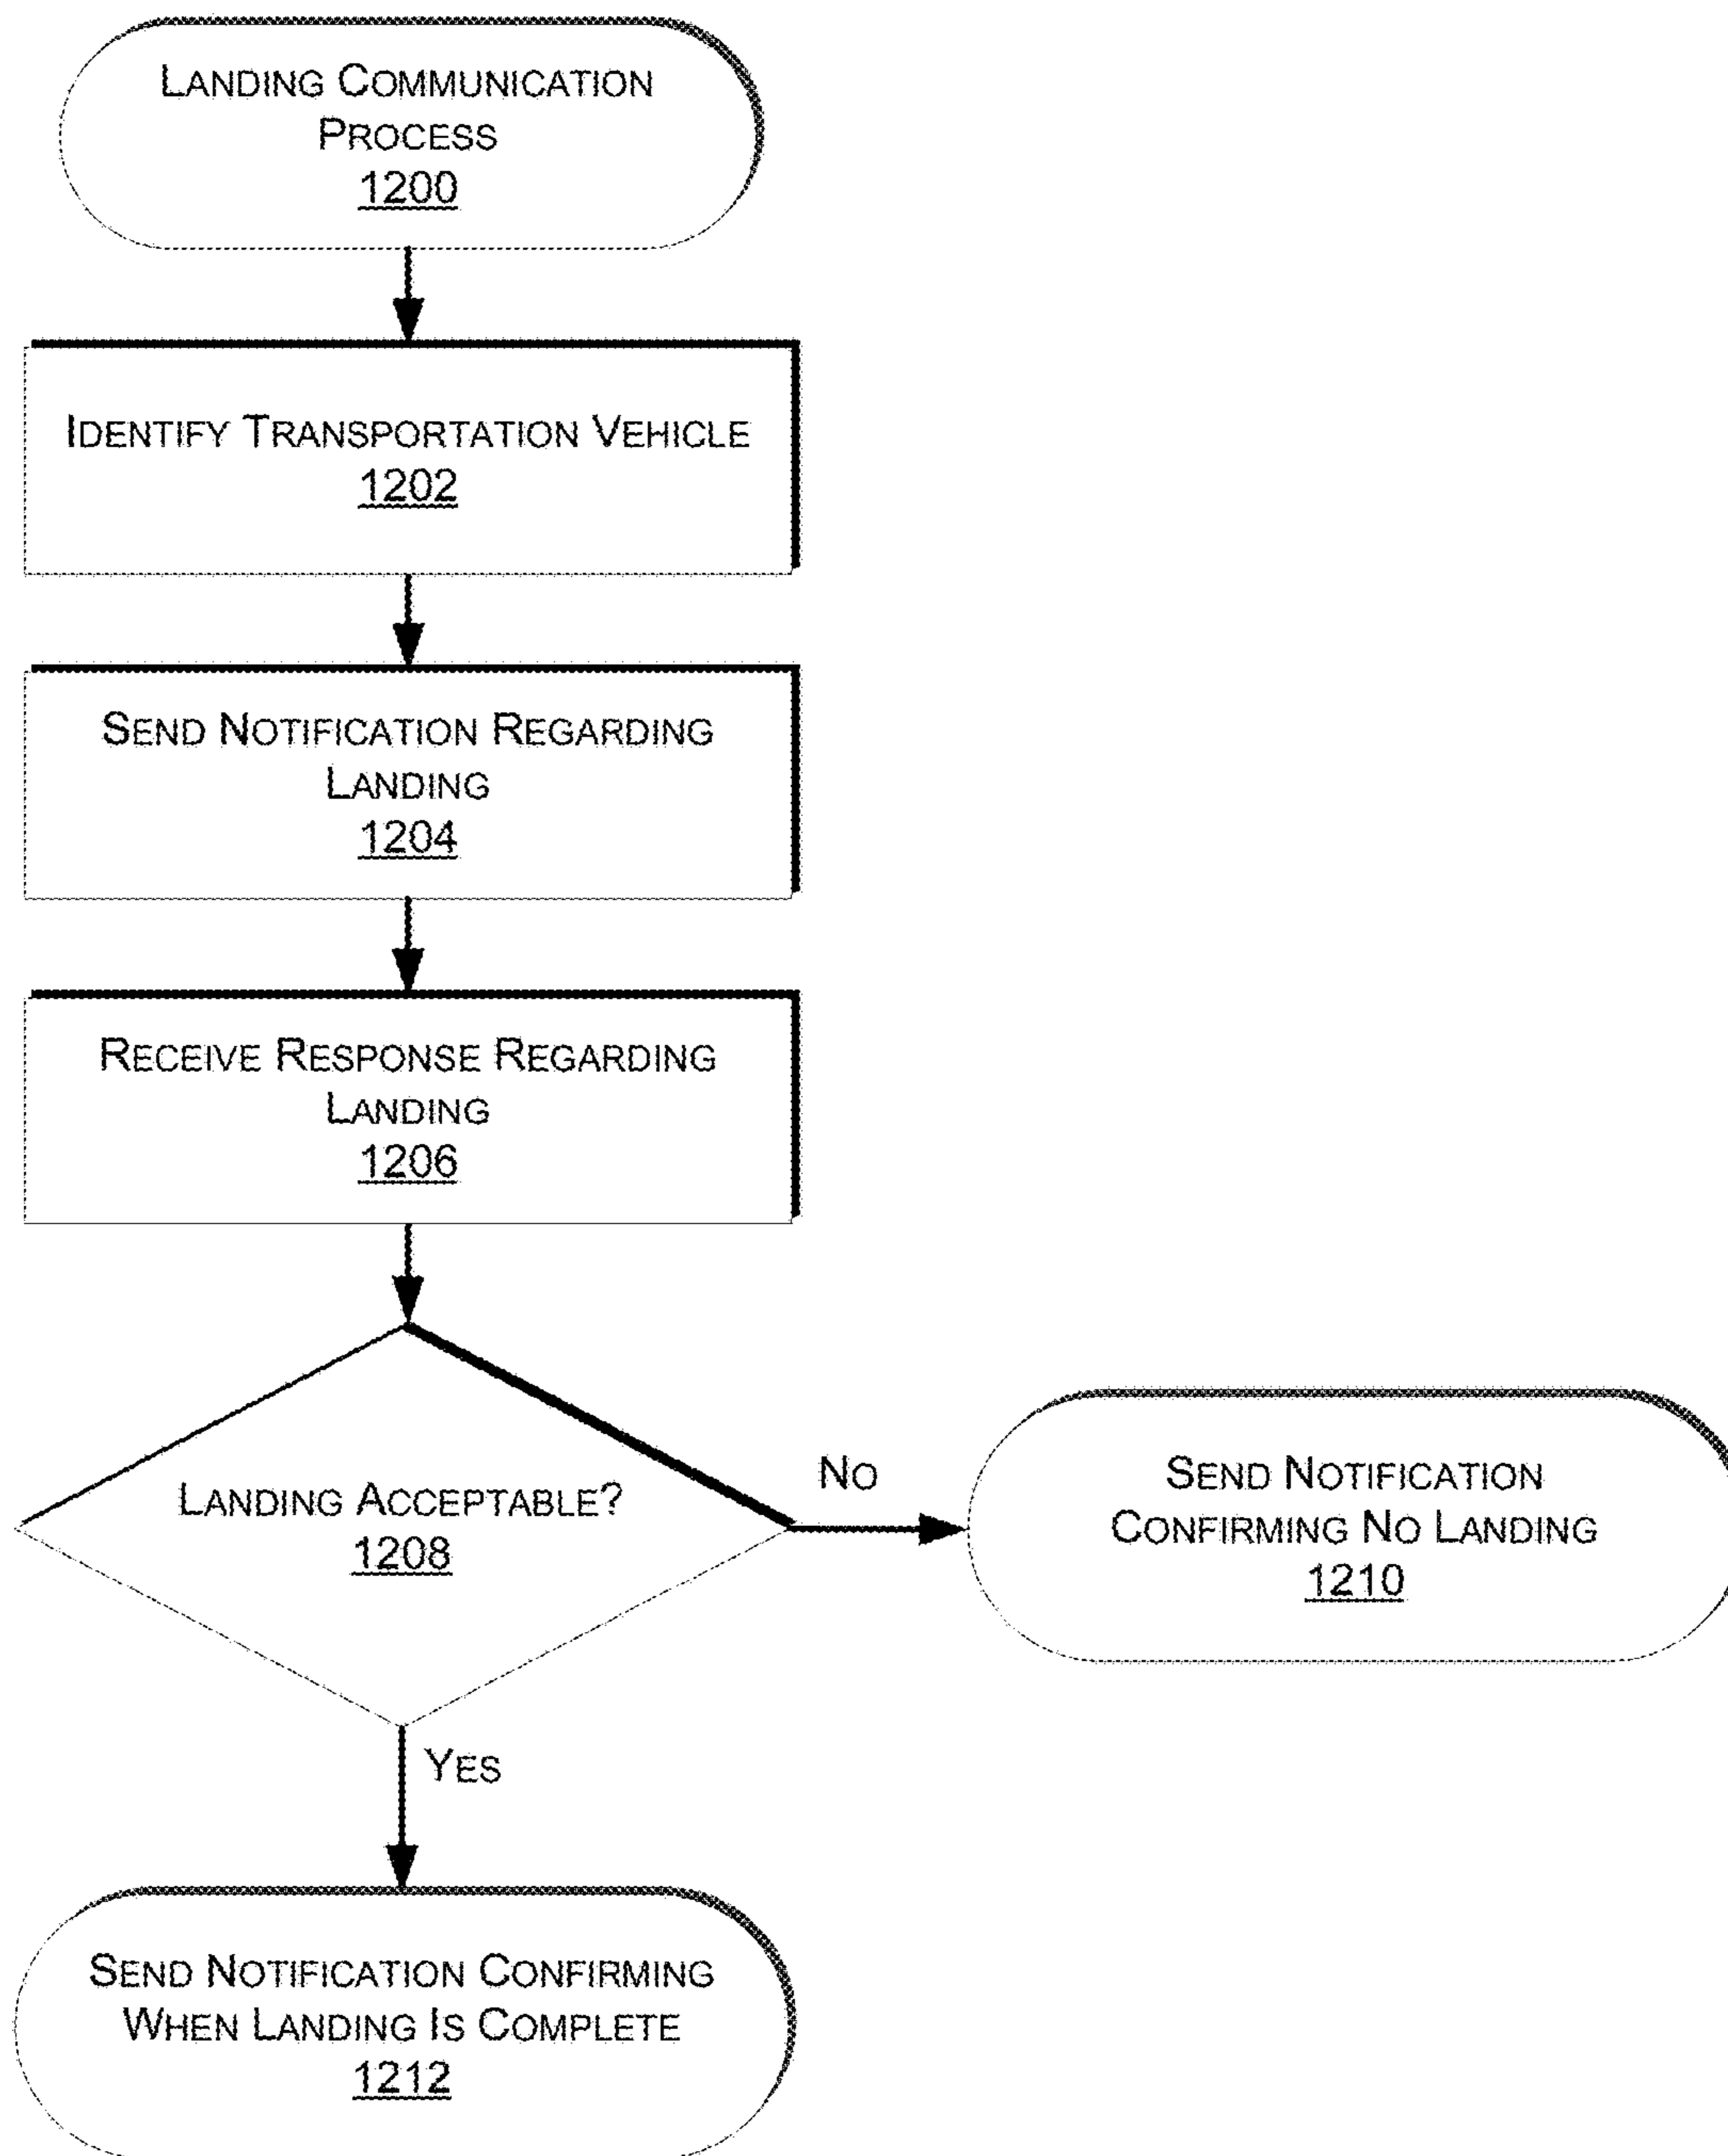 LANDING COMMUNICATION
PROCESS
1200
IDENTIFY TRANSPORTATION VEHICLE
1202
SEND NOTIFICATION REGARDING
LANDING
1204
RECEIVE RESPONSE REGARDING
LANDING
1206
LANDING ACCEPTABLE?
1208
NO
SEND NOTIFICATION
CONFIRMING NO LANDING
1210
YES
SEND NOTIFICATION CONFIRMING
WHEN LANDING IS COMPLETE
1212